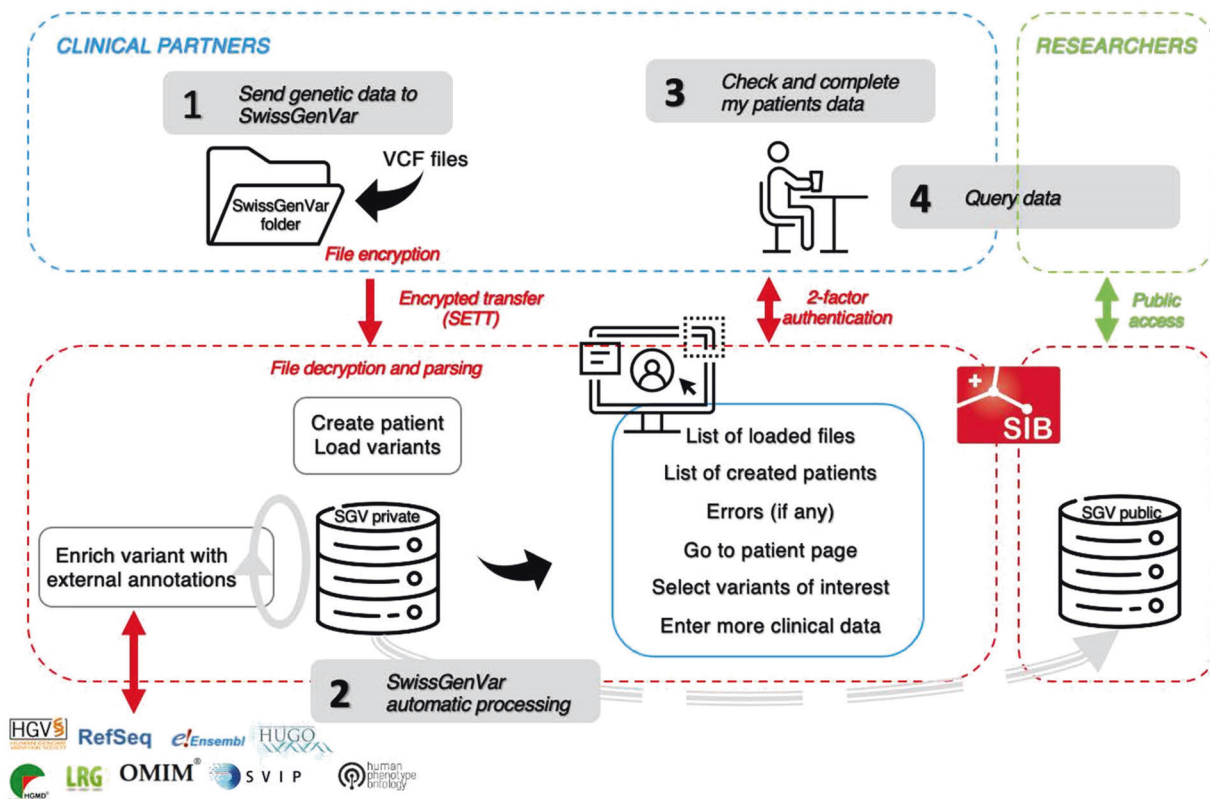 CLINICAL PARTNERS
RESEARCHERS
1
Send genetic data to
SwissGenVar
3
Check and complete
my patients data
VCF files
SwissGenVar
folder
4
Query data
File encryption
Encrypted transfer
(SETT)
2-factor
authentication
Public
access
File decryption and parsing
Create patient
Load variants
SIB
List of loaded files
List of created patients
Errors (if any)
Go to patient page
Select variants of interest
Enter more clinical data
SGV private
SGV public
Enrich variant with
external annotations
2
SwissGenVar
automatic processing
HGVS
HUMAN GENOME
VARIATION SOCIETY
RefSeq
e!Ensembl
HUGO
HGMD®
LRG
OMIM®
SVIP
human
phenotype
ontology